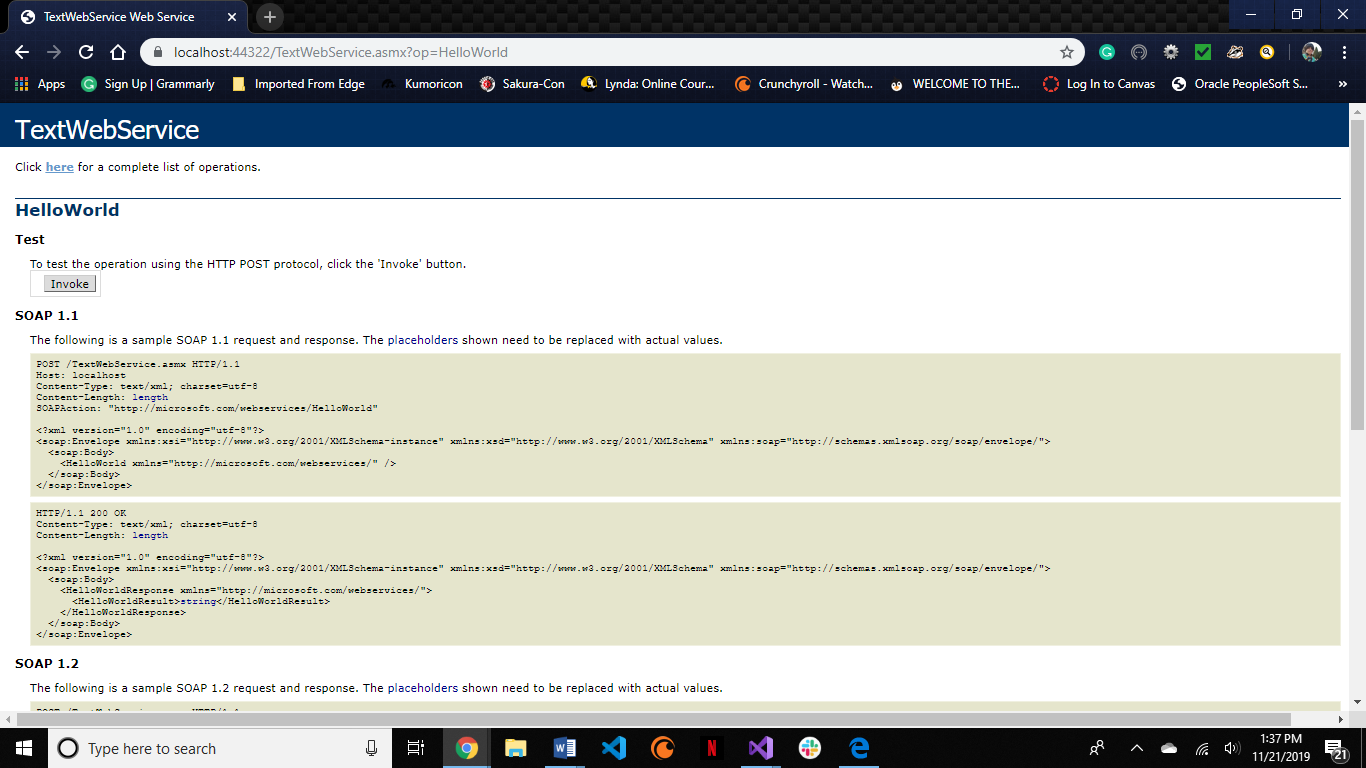 TextWebService Web Service
localhost:44322/TextWebService.asmx?op=HelloWorld
Apps
Sign Up | Grammarly
Imported From Edge
Kumoricon
Sakura-Con
Lynda: Online Cour...
Crunchyroll - Watch...
WELCOME TO THE...
Log In to Canvas
Oracle PeopleSoft S...
»
TextWebService
Click here for a complete list of operations.
HelloWorld
Test
To test the operation using the HTTP POST protocol, click the 'Invoke' button.
Invoke
SOAP 1.1
The following is a sample SOAP 1.1 request and response. The placeholders shown need to be replaced with actual values.
POST /TextWebService.asmx HTTP/1.1
Host: localhost
Content-Type: text/xml; charset=utf-8
Content-Length: length
SOAPAction: "http://microsoft.com/webservices/HelloWorld"
<?xml version="1.0" encoding="utf-8"?>
<soap:Envelope xmlns:xsi="http://www.w3.org/2001/XMLSchema-instance" xmlns:xsd="http://www.w3.org/2001/XMLSchema" xmlns:soap="http://schemas.xmlsoap.org/soap/envelope/">
<soap:Body>
<HelloWorld xmlns="http://microsoft.com/webservices/" />
</soap:Body>
</soap:Envelope>
HTTP/1.1 200 OK
Content-Type: text/xml; charset=utf-8
Content-Length: length
<?xml version="1.0" encoding="utf-8"?>
<soap:Envelope xmlns:xsi="http://www.w3.org/2001/XMLSchema-instance" xmlns:xsd="http://www.w3.org/2001/XMLSchema" xmlns:soap="http://schemas.xmlsoap.org/soap/envelope/">
<soap:Body>
<HelloWorldResponse xmlns="http://microsoft.com/webservices/">
<HelloWorldResult>string</HelloWorldResult>
</HelloWorldResponse>
</soap:Body>
</soap:Envelope>
SOAP 1.2
The following is a sample SOAP 1.2 request and response. The placeholders shown need to be replaced with actual values.
Type here to search
1:37 PM
11/21/2019
21